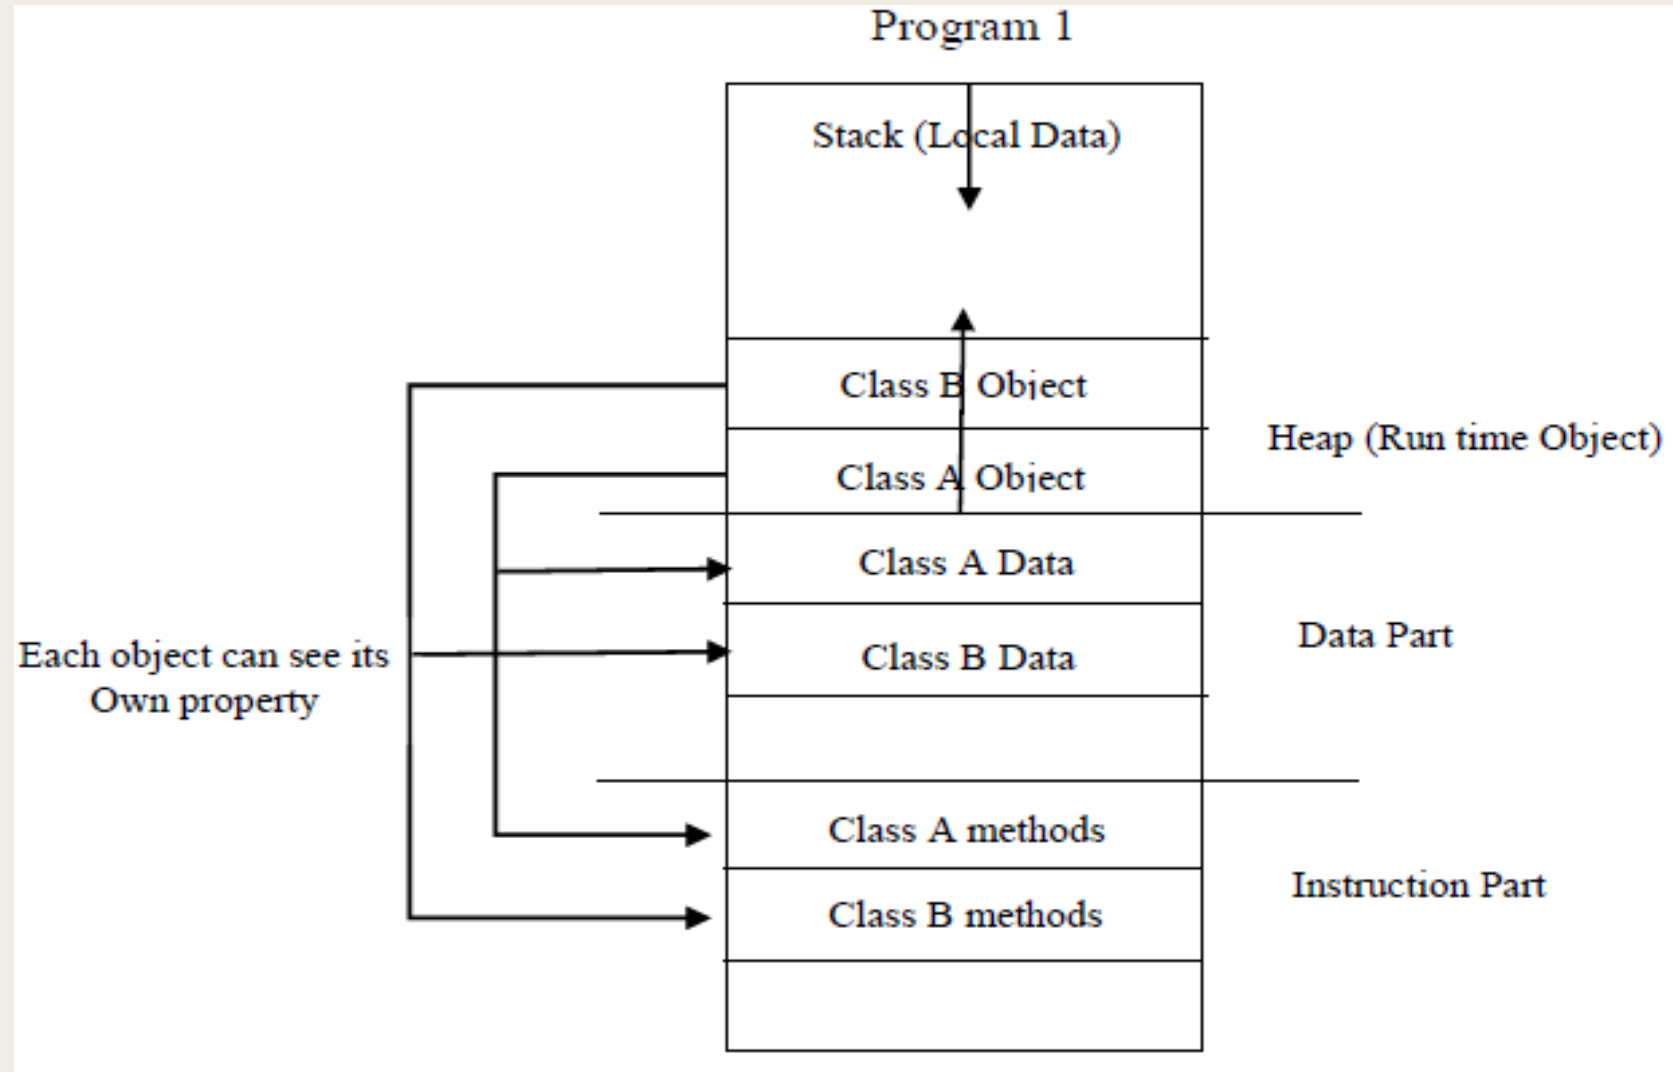 Program 1
Stack (Local Data)
Class B Object
Heap (Run time Object)
Class A Object
Class A Data
Data Part
Each object can see its
Own property
Class B Data
Class A methods
Instruction Part
Class B methods